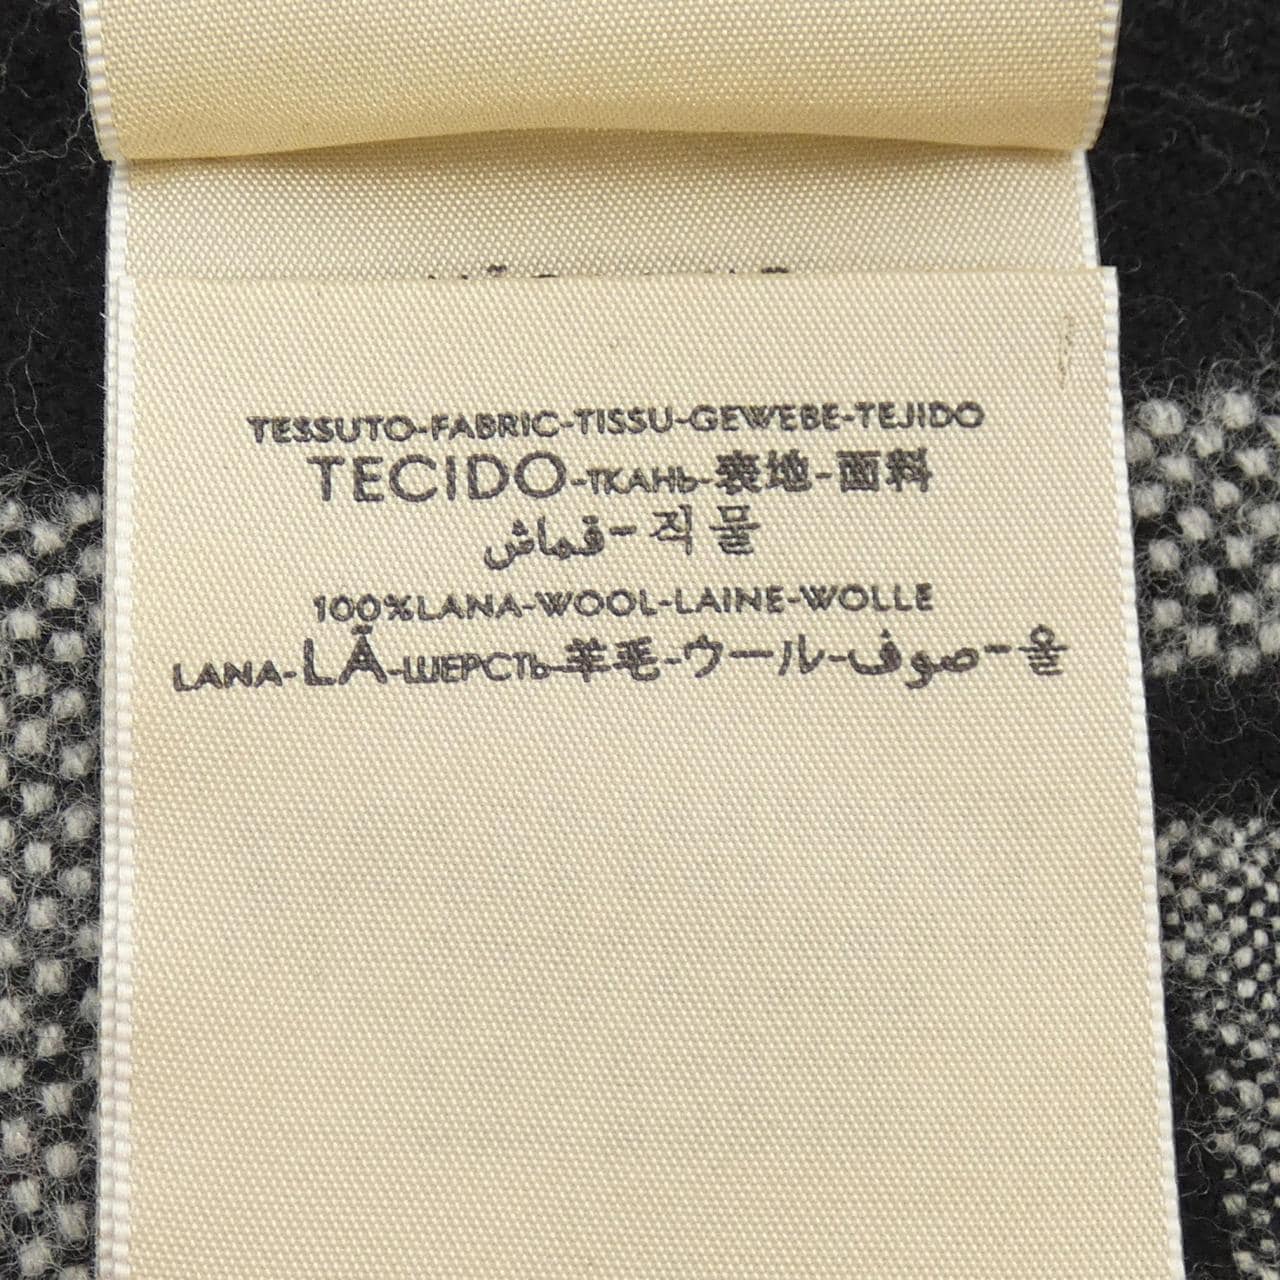 TESSUTO-FABRIC-TISSU-GEWEBE-TEJIDO
TECIDO-ТКАНЬ-表地-面料
قماش-직물
100%LANA-WOOL-LAINE-WOLLE
LANA-LÃ-ШЕРСТЬ-羊毛-ウール-صوف-울